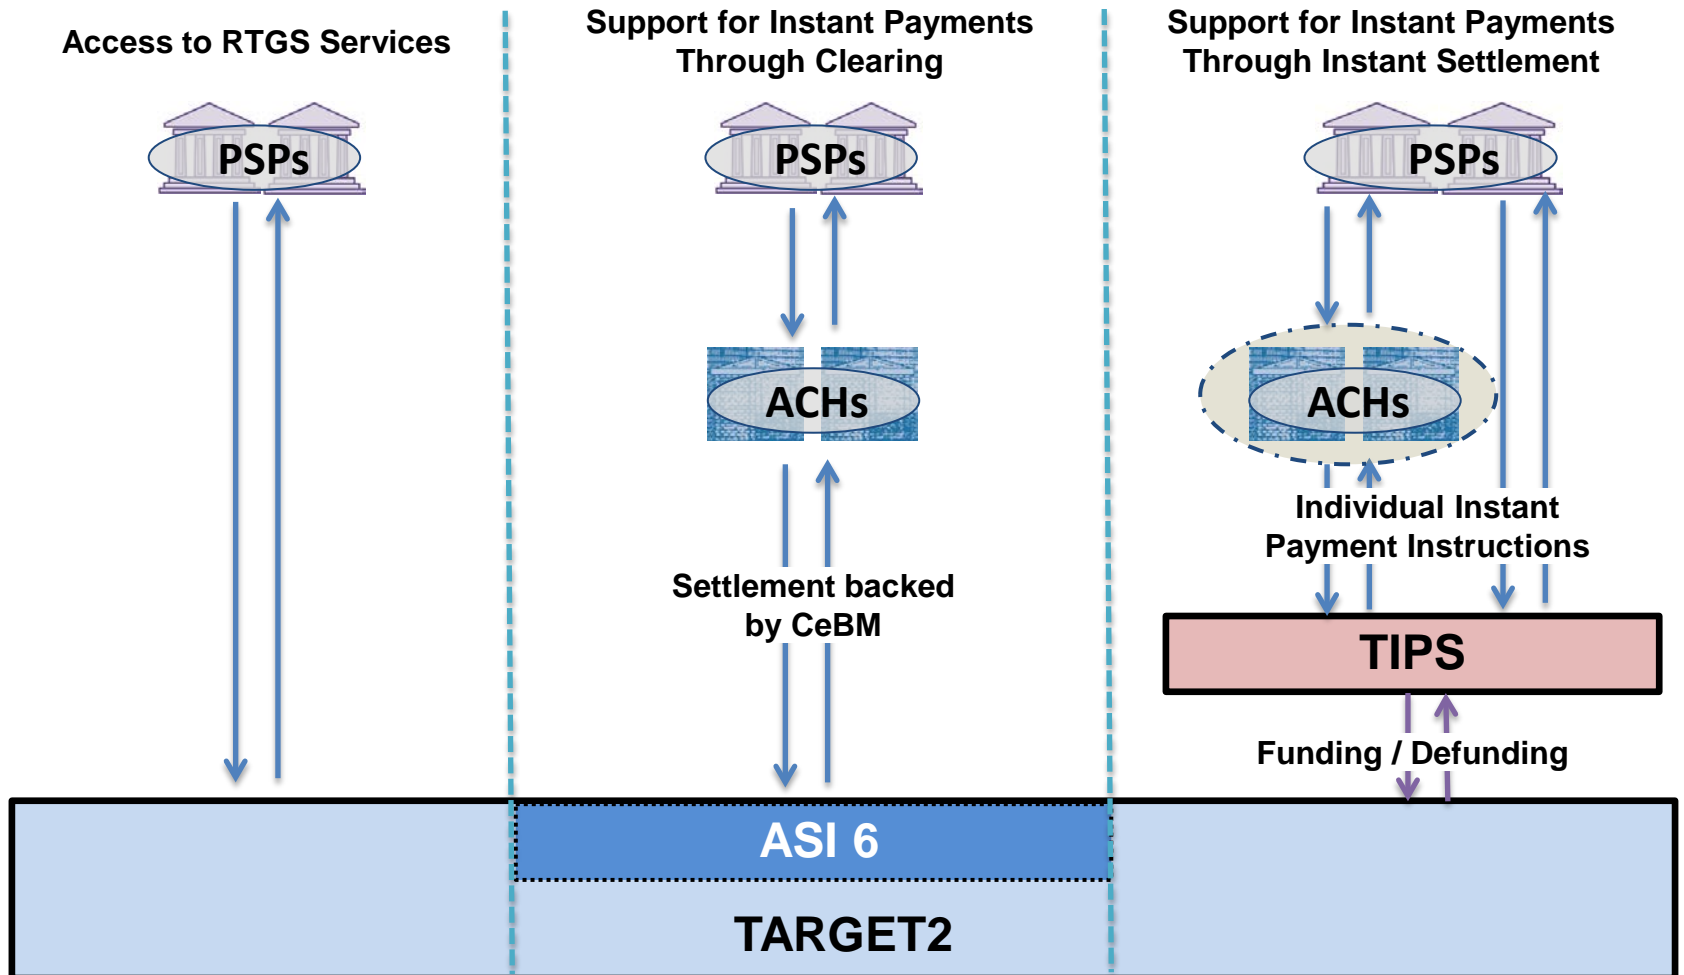 Access to RTGS Services
Support for Instant Payments
Through Clearing
Support for Instant Payments
Through Instant Settlement
PSPs
PSPs
PSPs
ACHs
ACHs
Individual Instant
Payment Instructions
Settlement backed
by CeBM
TIPS
Funding / Defunding
ASI 6
TARGET2